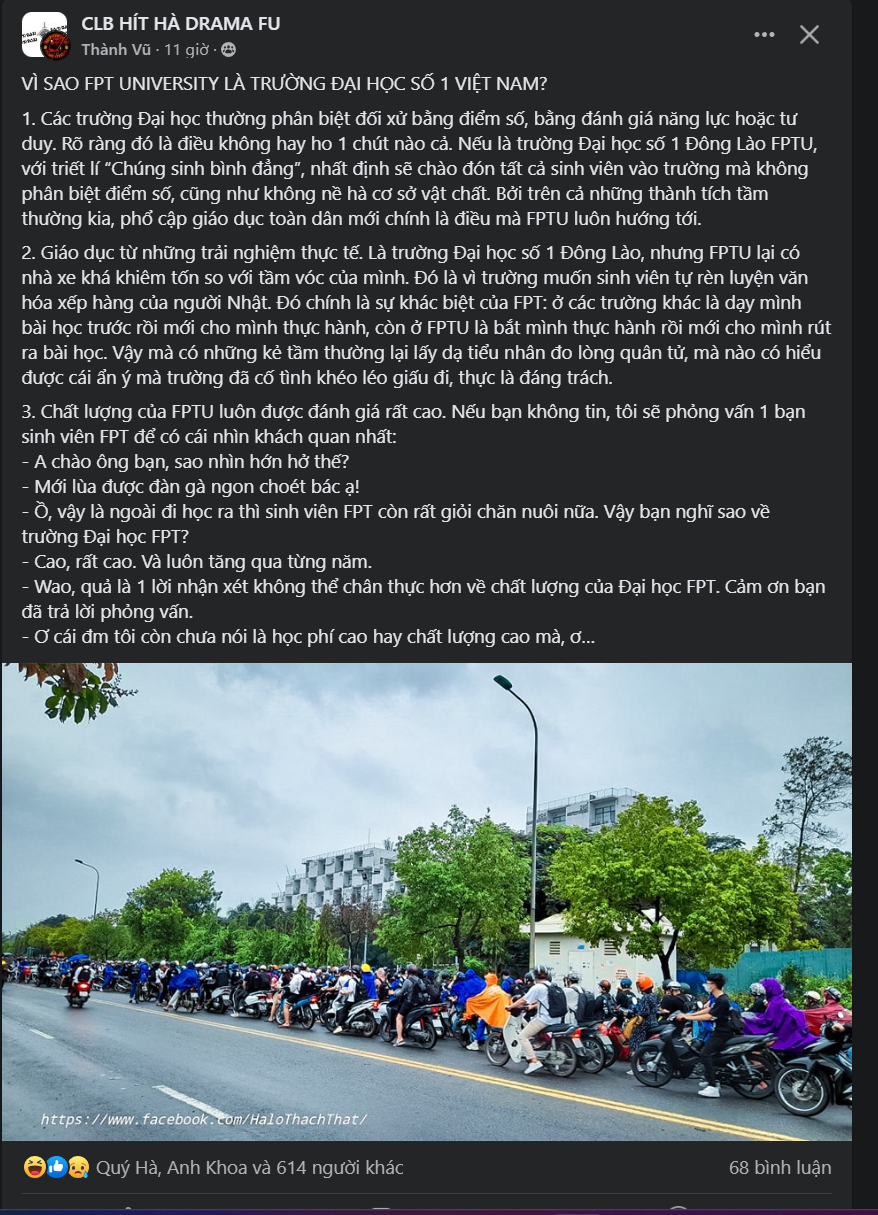 CLB HÍT HÀ DRAMA FU
Thành Vũ · 11 giờ ·
VÌ SAO FPT UNIVERSITY LÀ TRƯỜNG ĐẠI HỌC SỐ 1 VIỆT NAM?
1. Các trường Đại học thường phân biệt đối xử bằng điểm số, bằng đánh giá năng lực hoặc tư
duy. Rõ ràng đó là điều không hay ho 1 chút nào cả. Nếu là trường Đại học số 1 Đông Lào FPTU,
với triết lí “Chúng sinh bình đẳng”, nhất định sẽ chào đón tất cả sinh viên vào trường mà không
phân biệt điểm số, cũng như không nề hà cơ sở vật chất. Bởi trên cả những thành tích tầm
thường kia, phổ cập giáo dục toàn dân mới chính là điều mà FPTU luôn hướng tới.
2. Giáo dục từ những trải nghiệm thực tế. Là trường Đại học số 1 Đông Lào, nhưng FPTU lại có
nhà xe khá khiêm tốn so với tầm vóc của mình. Đó là vì trường muốn sinh viên tự rèn luyện văn
hóa xếp hàng của người Nhật. Đó chính là sự khác biệt của FPT: ở các trường khác là dạy mình
bài học trước rồi mới cho mình thực hành, còn ở FPTU là bắt mình thực hành rồi mới cho mình rút
ra bài học. Vậy mà có những kẻ tầm thường lại lấy dạ tiểu nhân đo lòng quân tử, mà nào có hiểu
được cái ẩn ý mà trường đã cố tình khéo léo giấu đi, thực là đáng trách.
3. Chất lượng của FPTU luôn được đánh giá rất cao. Nếu bạn không tin, tôi sẽ phỏng vấn 1 bạn
sinh viên FPT để có cái nhìn khách quan nhất:
- A chào ông bạn, sao nhìn hớn hở thế?
- Mới lùa được đàn gà ngon choét bác ạ!
- Ồ, vậy là ngoài đi học ra thì sinh viên FPT còn rất giỏi chăn nuôi nữa. Vậy bạn nghĩ sao về
trường Đại học FPT?
- Cao, rất cao. Và luôn tăng qua từng năm.
- Wao, quả là 1 lời nhận xét không thể chân thực hơn về chất lượng của Đại học FPT. Cảm ơn bạn
đã trả lời phỏng vấn.
- Ơ cái đm tôi còn chưa nói là học phí cao hay chất lượng cao mà, ơ...
https://www.facebook.com/HaloThachThat/
Quý Hà, Anh Khoa và 614 người khác
68 bình luận